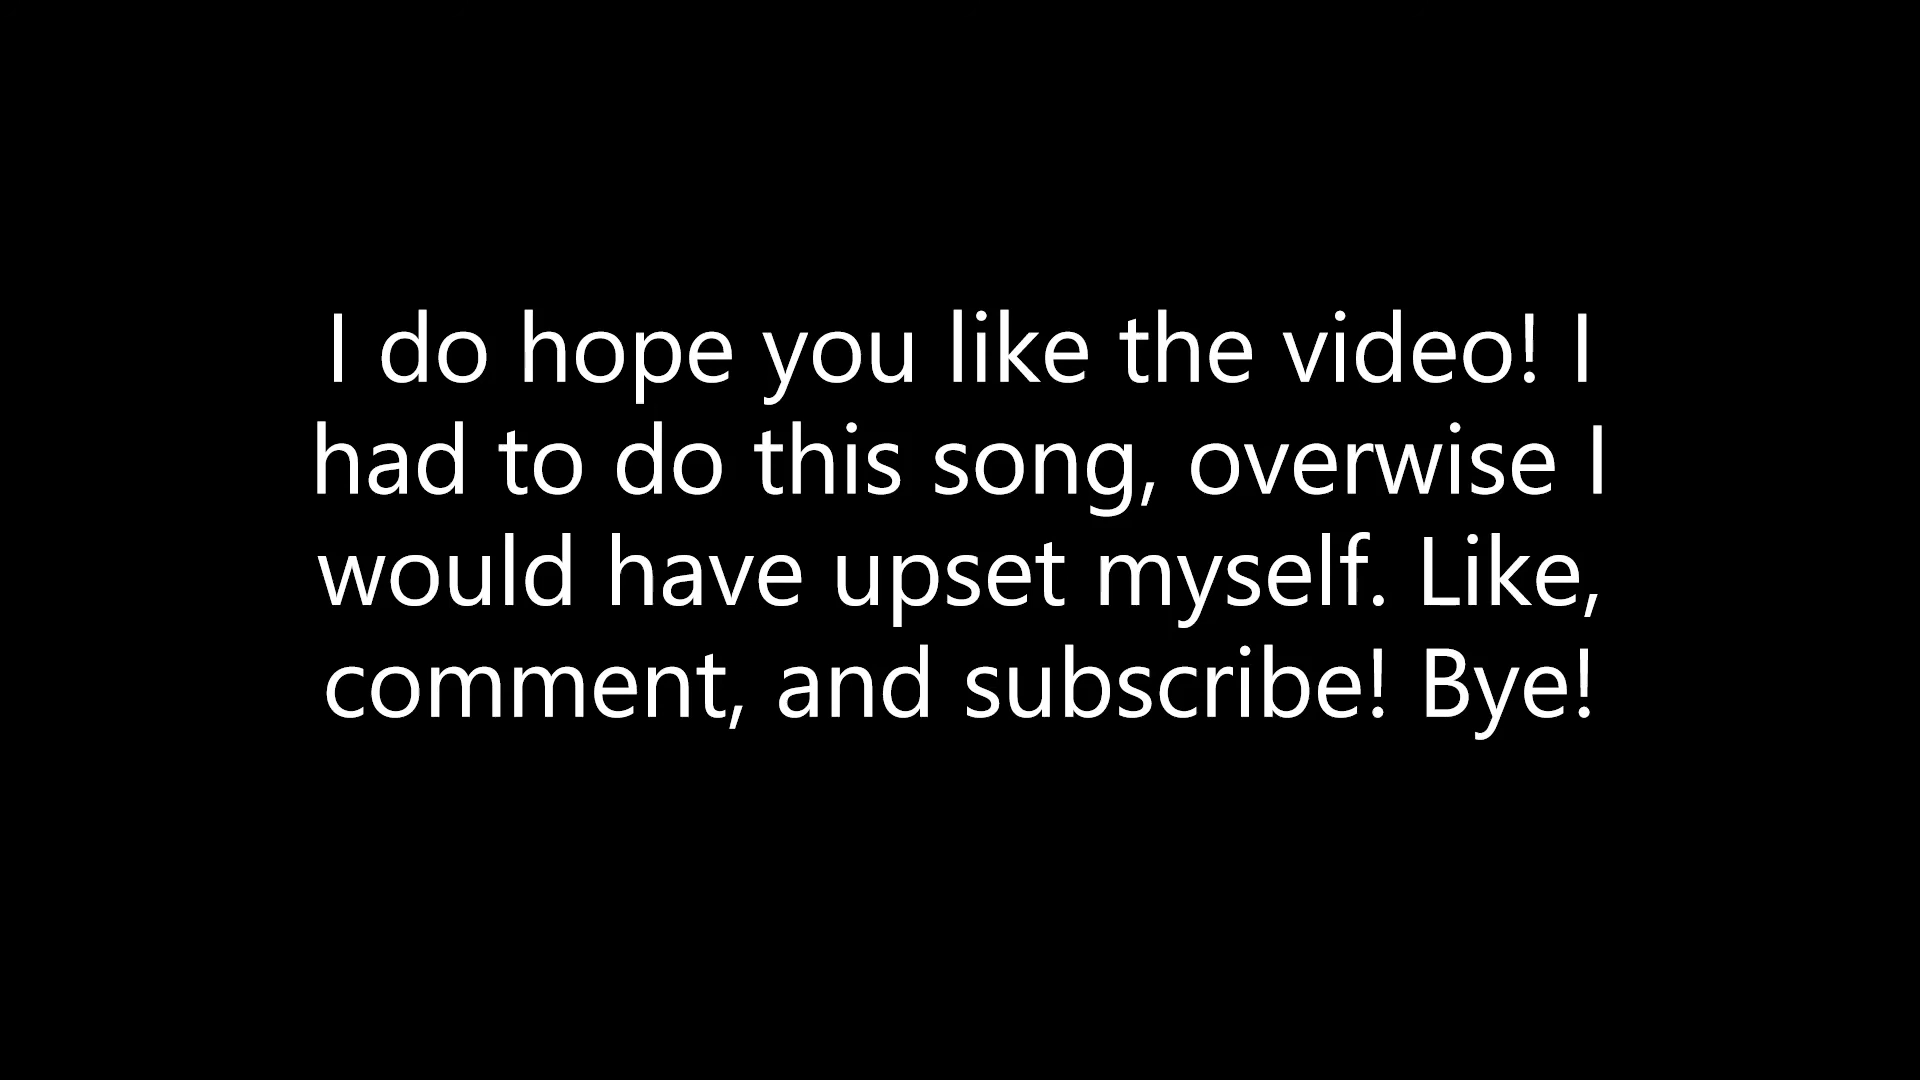 I do hope you like the video! I
had to do this song, overwise I
would have upset myself. Like,
comment, and subscribe! Bye!